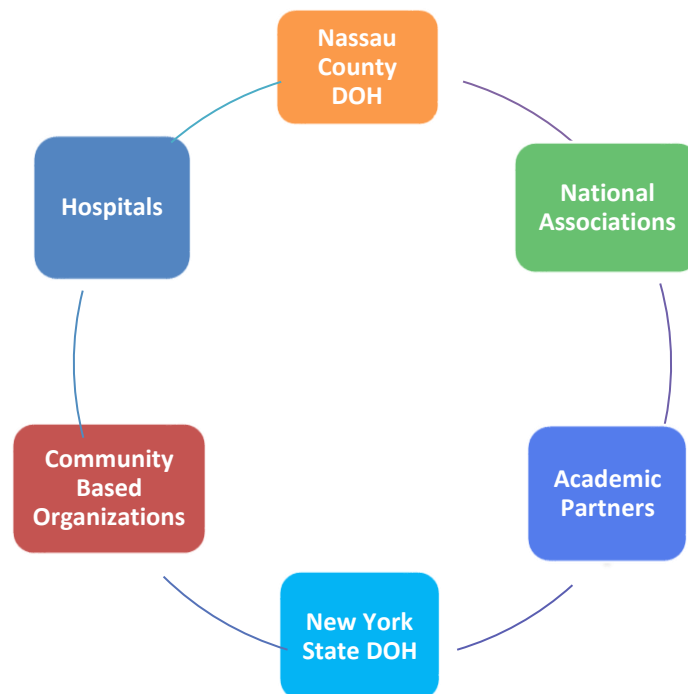 Nassau
County
DOH
Hospitals
National
Associations
Community
Based
Organizations
Academic
Partners
New York
State DOH